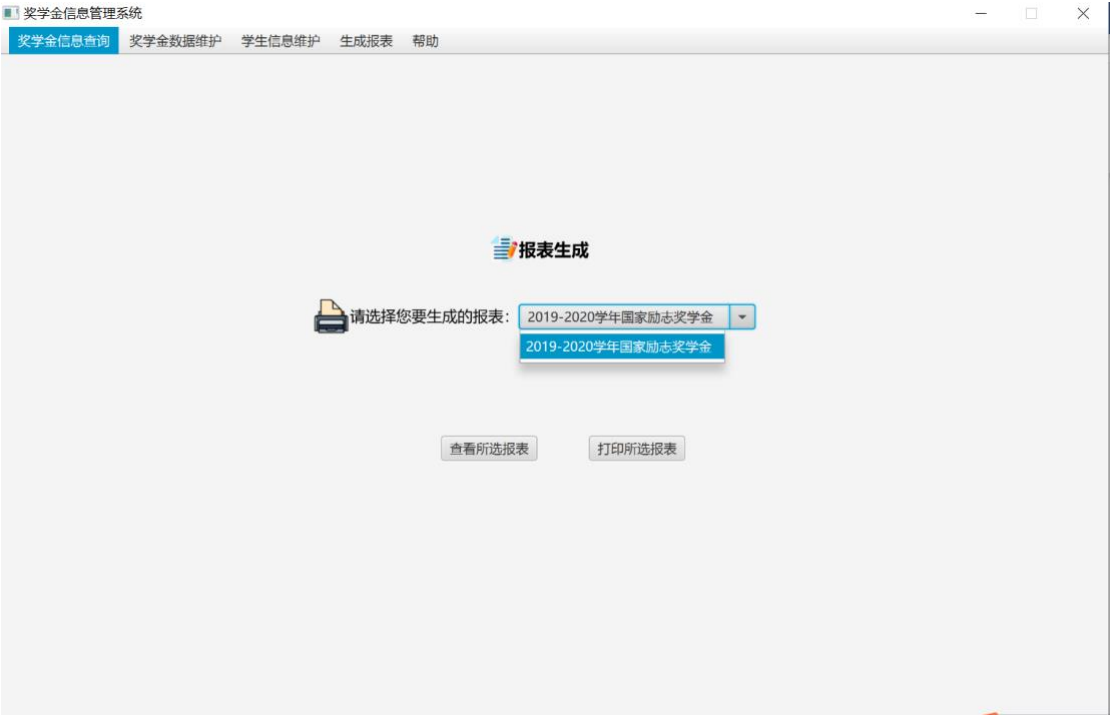 奖学金信息管理系统
奖学金信息查询 奖学金数据维护 学生信息维护 生成报表 帮助
报表生成
请选择您要生成的报表： 2019-2020学年国家励志奖学金
2019-2020学年国家励志奖学金
查看所选报表 打印所选报表